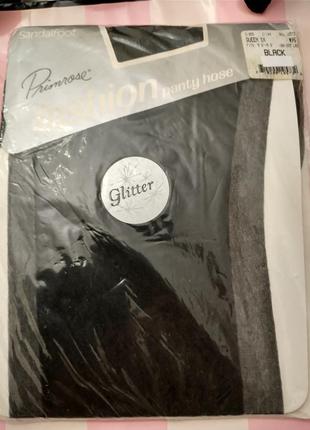 Sandalfoot
Primrose
fashion
panty hose
QUEEN
BLACK
Glitter